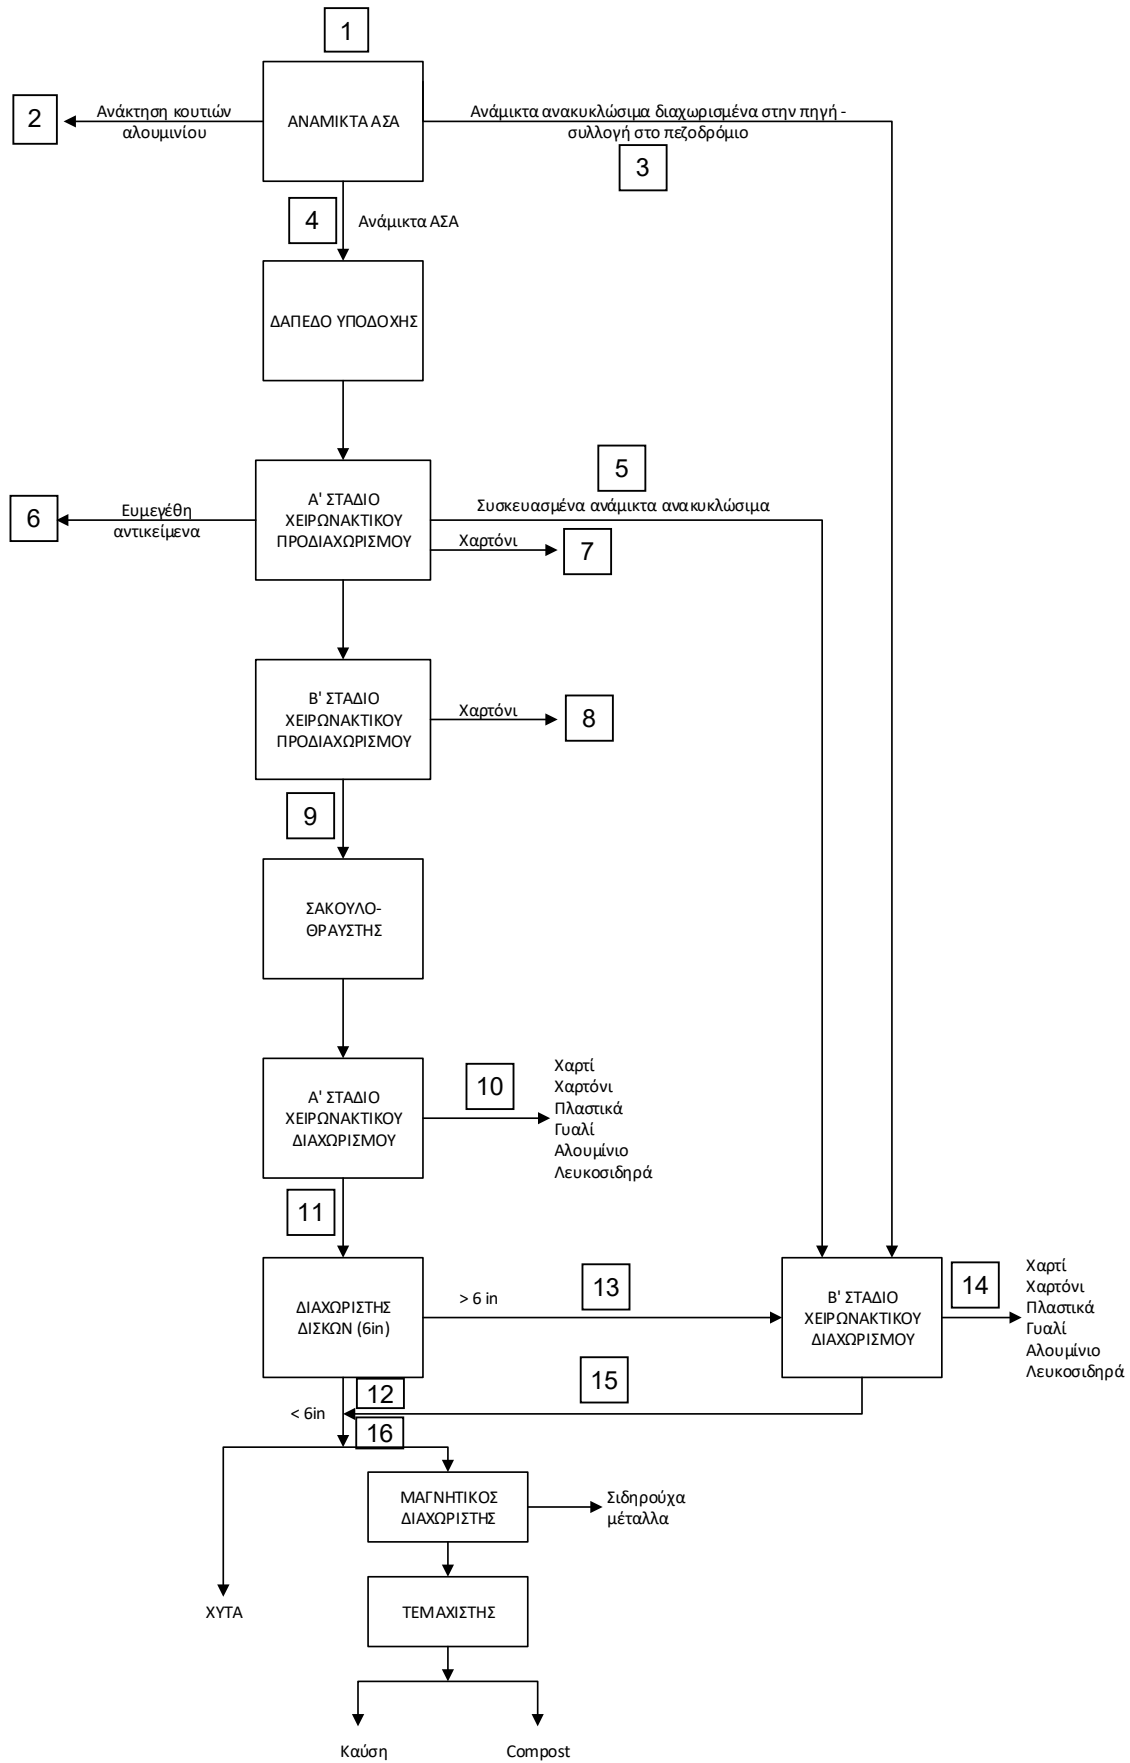 1
2
Ανάκτηση κουτιών
αλουμινίου
ΑΝΑΜΙΚΤΑ ΑΣΑ
Ανάμικτα ανακυκλώσιμα διαχωρισμένα στην πηγή -
συλλογή στο πεζοδρόμιο
3
4
Ανάμικτα ΑΣΑ
ΔΑΠΕΔΟ ΥΠΟΔΟΧΗΣ
5
6
Ευμεγέθη
αντικείμενα
Α' ΣΤΑΔΙΟ
ΧΕΙΡΩΝΑΚΤΙΚΟΥ
ΠΡΟΔΙΑΧΩΡΙΣΜΟΥ
Συσκευασμένα ανάμικτα ανακυκλώσιμα
Χαρτόνι
7
Β' ΣΤΑΔΙΟ
ΧΕΙΡΩΝΑΚΤΙΚΟΥ
ΠΡΟΔΙΑΧΩΡΙΣΜΟΥ
Χαρτόνι
8
9
ΣΑΚΟΥΛΟ-
ΘΡΑΥΣΤΗΣ
Α' ΣΤΑΔΙΟ
ΧΕΙΡΩΝΑΚΤΙΚΟΥ
ΔΙΑΧΩΡΙΣΜΟΥ
10
Χαρτί
Χαρτόνι
Πλαστικά
Γυαλί
Αλουμίνιο
Λευκοσιδηρά
11
ΔΙΑΧΩΡΙΣΤΗΣ
ΔΙΣΚΩΝ (6in)
> 6 in
13
Β' ΣΤΑΔΙΟ
ΧΕΙΡΩΝΑΚΤΙΚΟΥ
ΔΙΑΧΩΡΙΣΜΟΥ
14
Χαρτί
Χαρτόνι
Πλαστικά
Γυαλί
Αλουμίνιο
Λευκοσιδηρά
12
15
< 6in
16
ΜΑΓΝΗΤΙΚΟΣ
ΔΙΑΧΩΡΙΣΤΗΣ
Σιδηρούχα
μέταλλα
ΧΥΤΑ
ΤΕΜΑΧΙΣΤΗΣ
Καύση
Compost